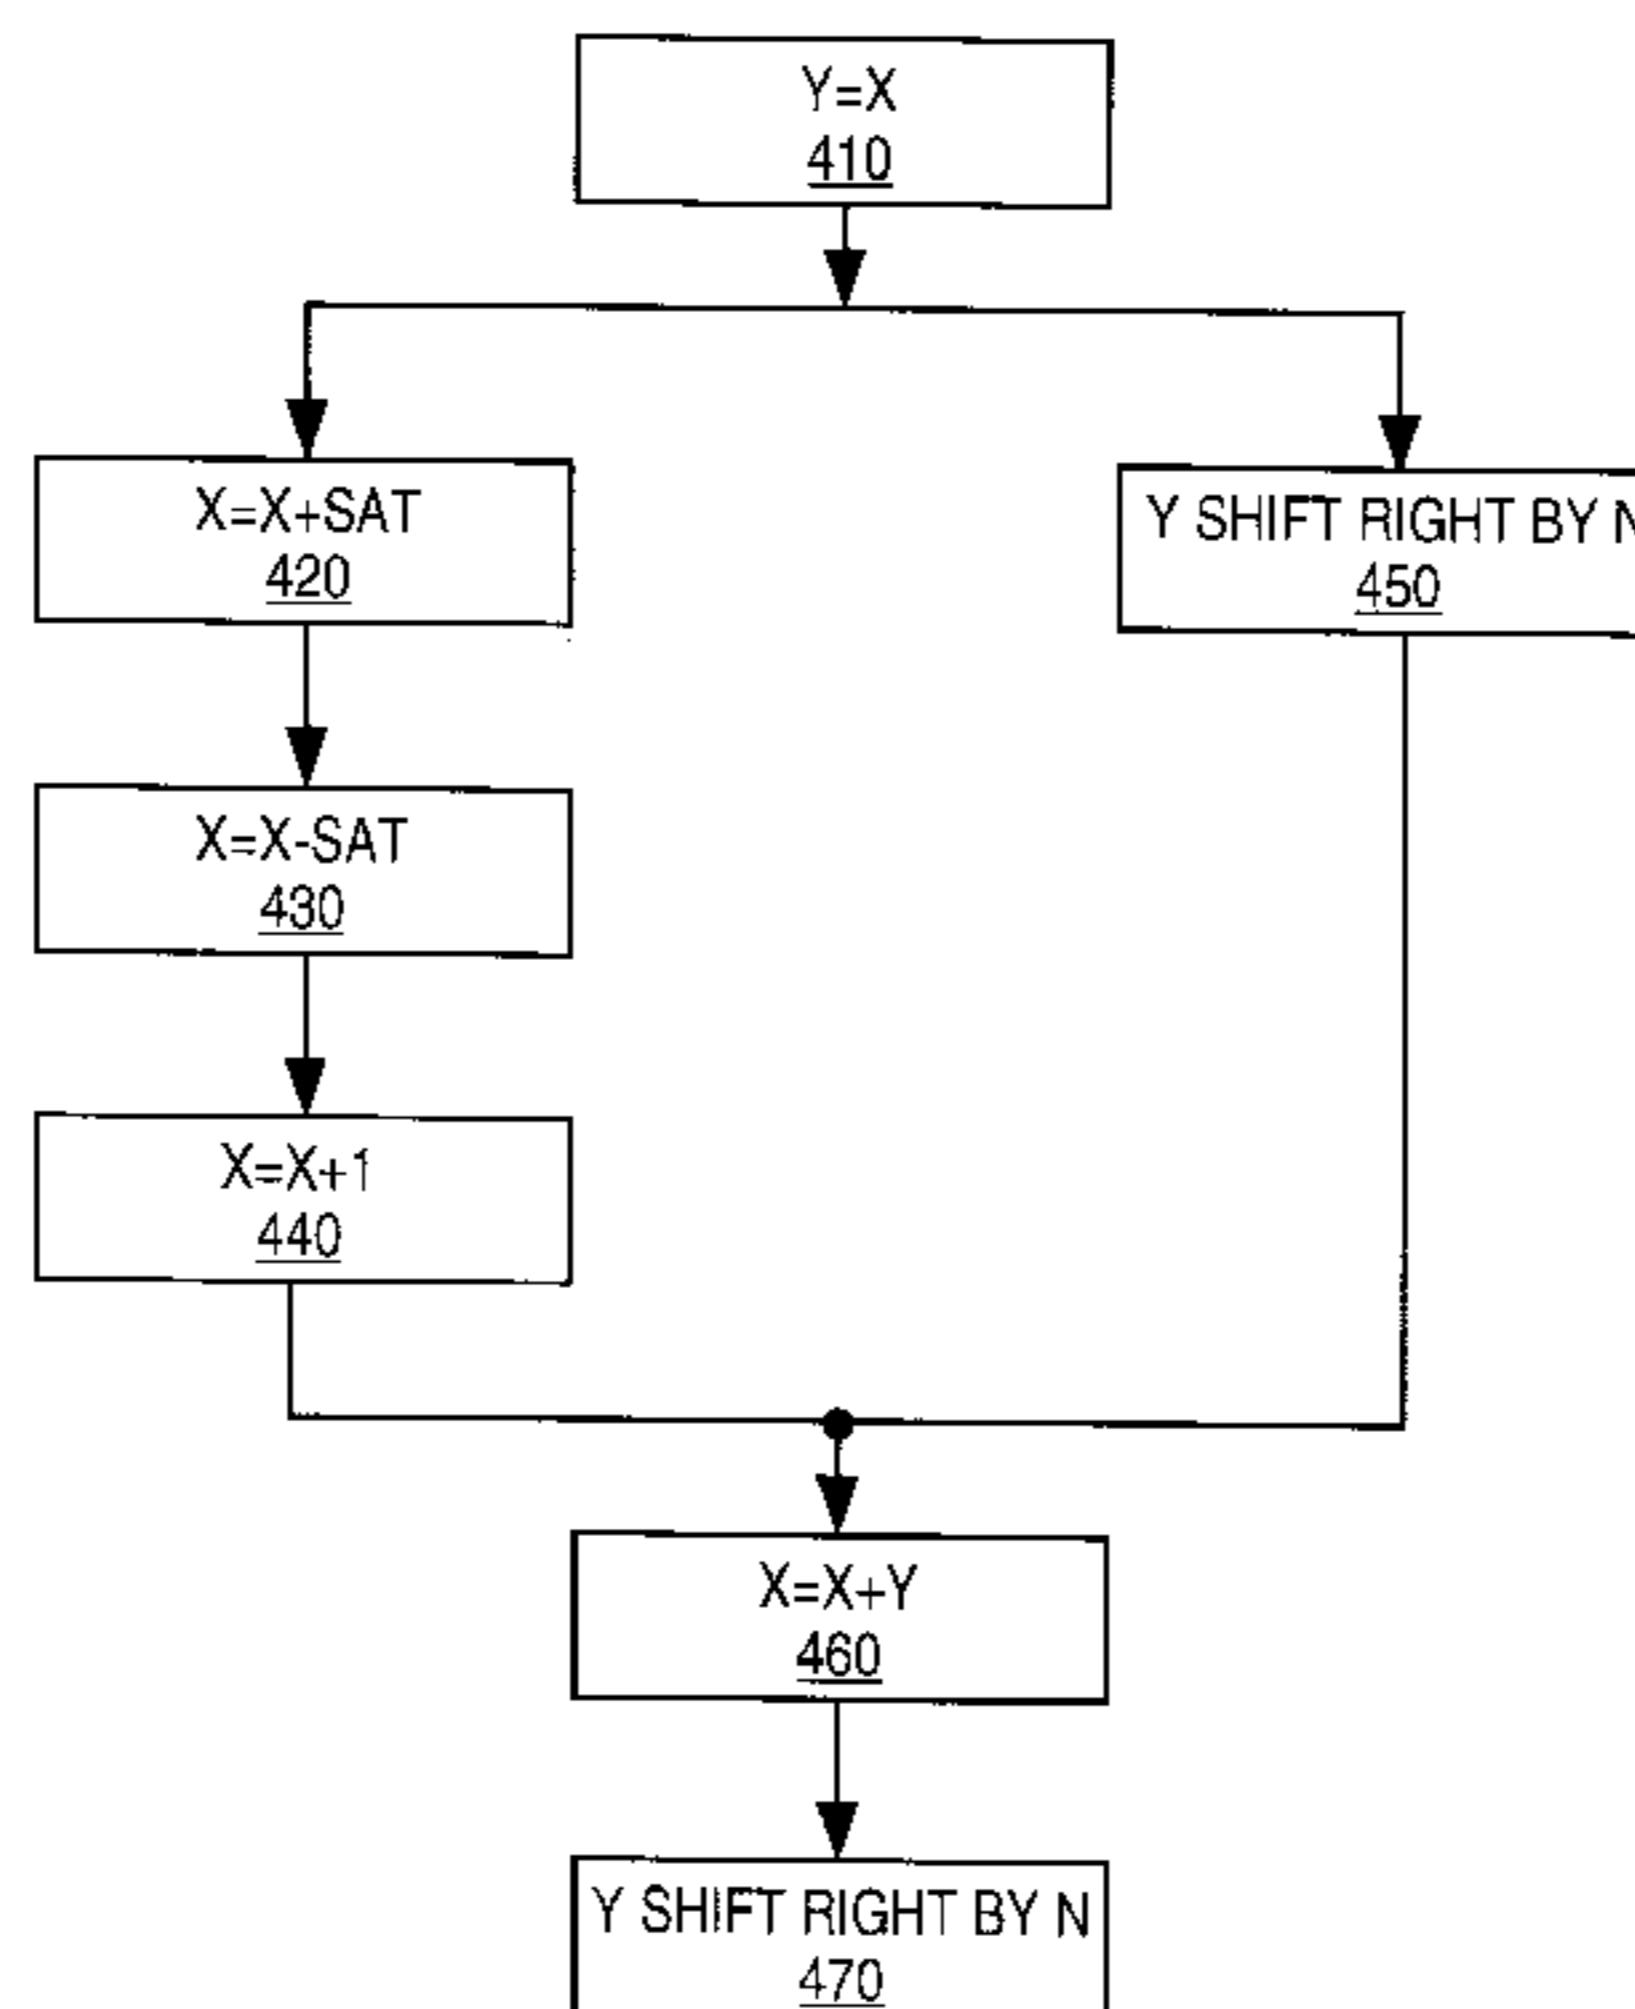 Y=X
410
X=X+SAT
420
Y SHIFT RIGHT BY N
450
X=X-SAT
430
X=X+1
440
X=X+Y
460
Y SHIFT RIGHT BY N
470